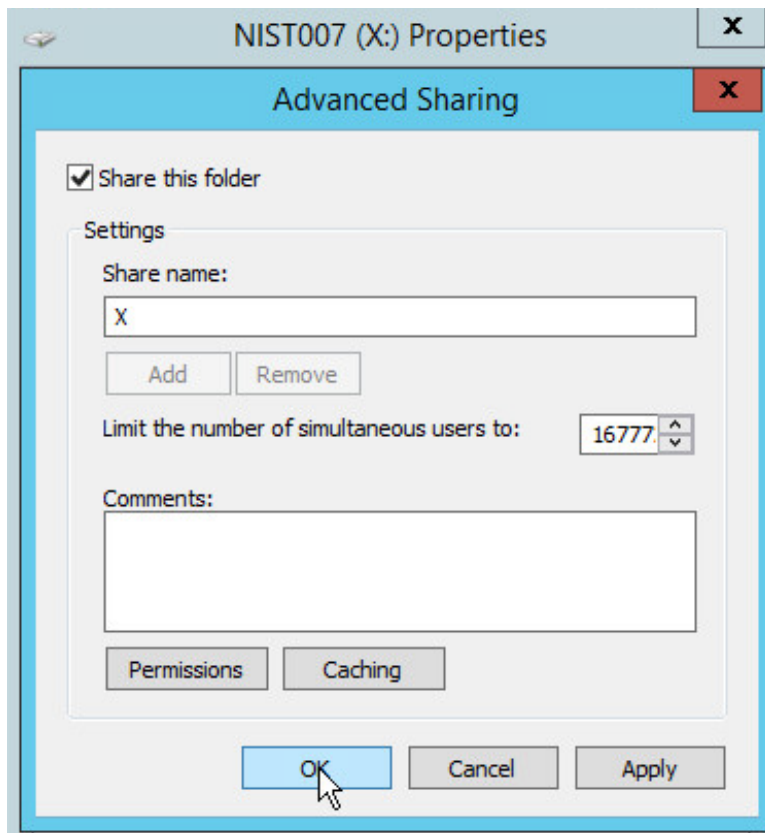 NIST007 (X:) Properties
x
Advanced Sharing
x
Share this folder
Settings
Share name:
X
Add
Remove
Limit the number of simultaneous users to:
16777
Comments:
Permissions
Caching
OK
Cancel
Apply